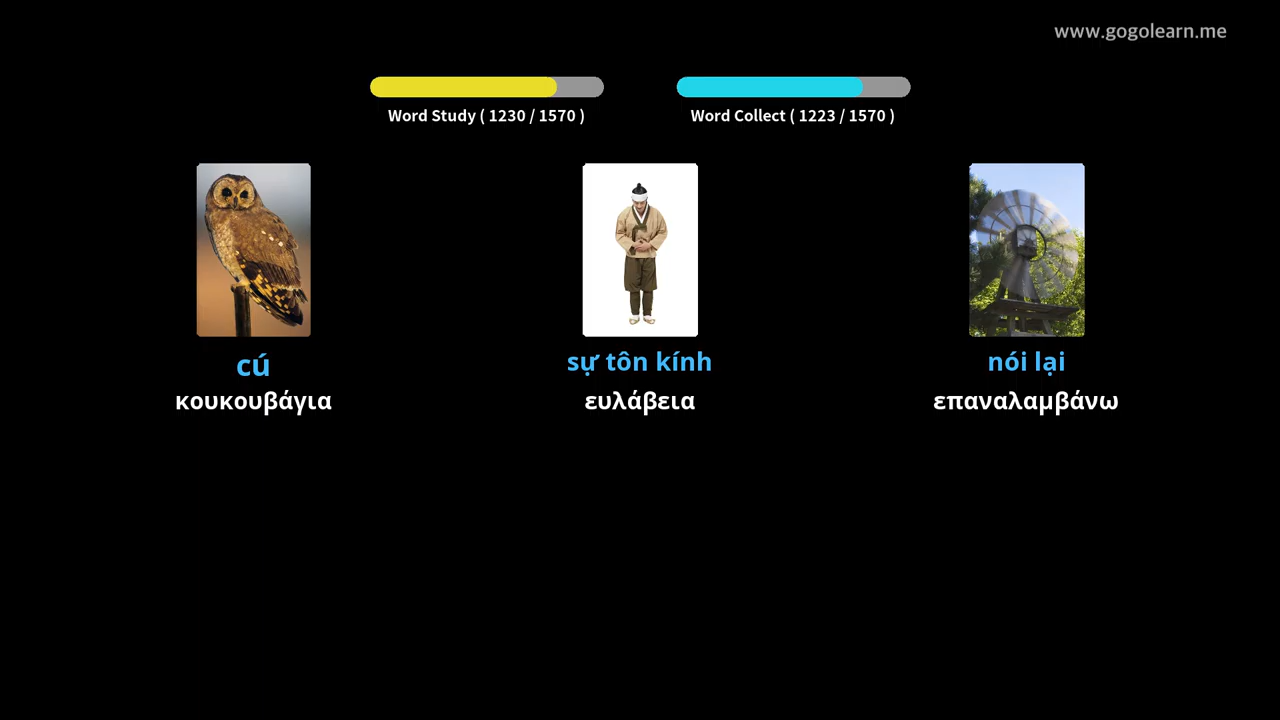 www.gogolearn.me
Word Study ( 1230 / 1570 )
Word Collect ( 1223 / 1570 )
cú
κουκουβάγια
sự tôn kính
ευλάβεια
nói lại
επαναλαμβάνω